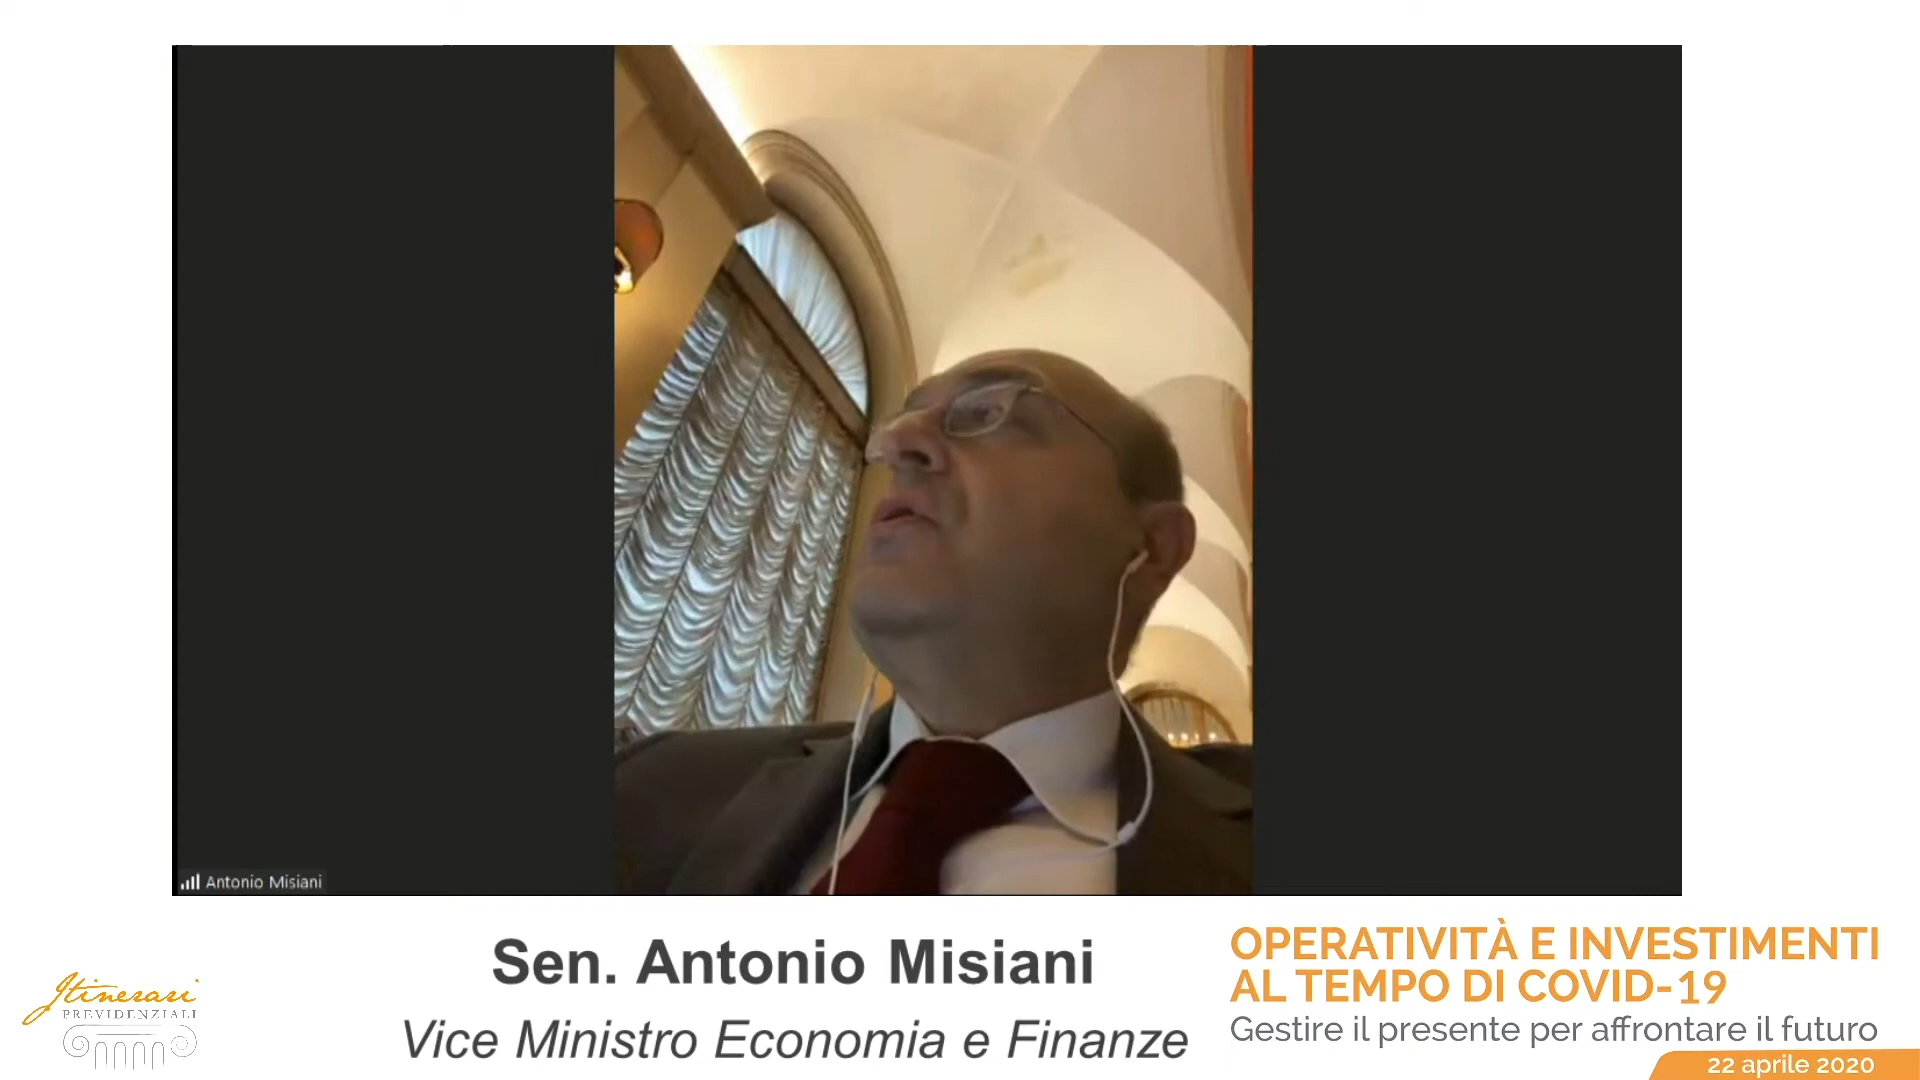 Antonio Misiani
Sen. Antonio Misiani
Vice Ministro Economia e Finanze
Itinerari
PREVIDENZIALI
OPERATIVITÀ E INVESTIMENTI
AL TEMPO DI COVID-19
Gestire il presente per affrontare il futuro
22 aprile 2020